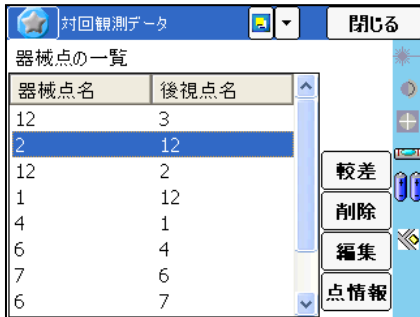 対回観測データ 閉じる
器械点の一覧
器械点名 後視点名
12 3
2 12
12 2
1 12
4 1
6 4
7 6
6 7
較差
削除
編集
点情報